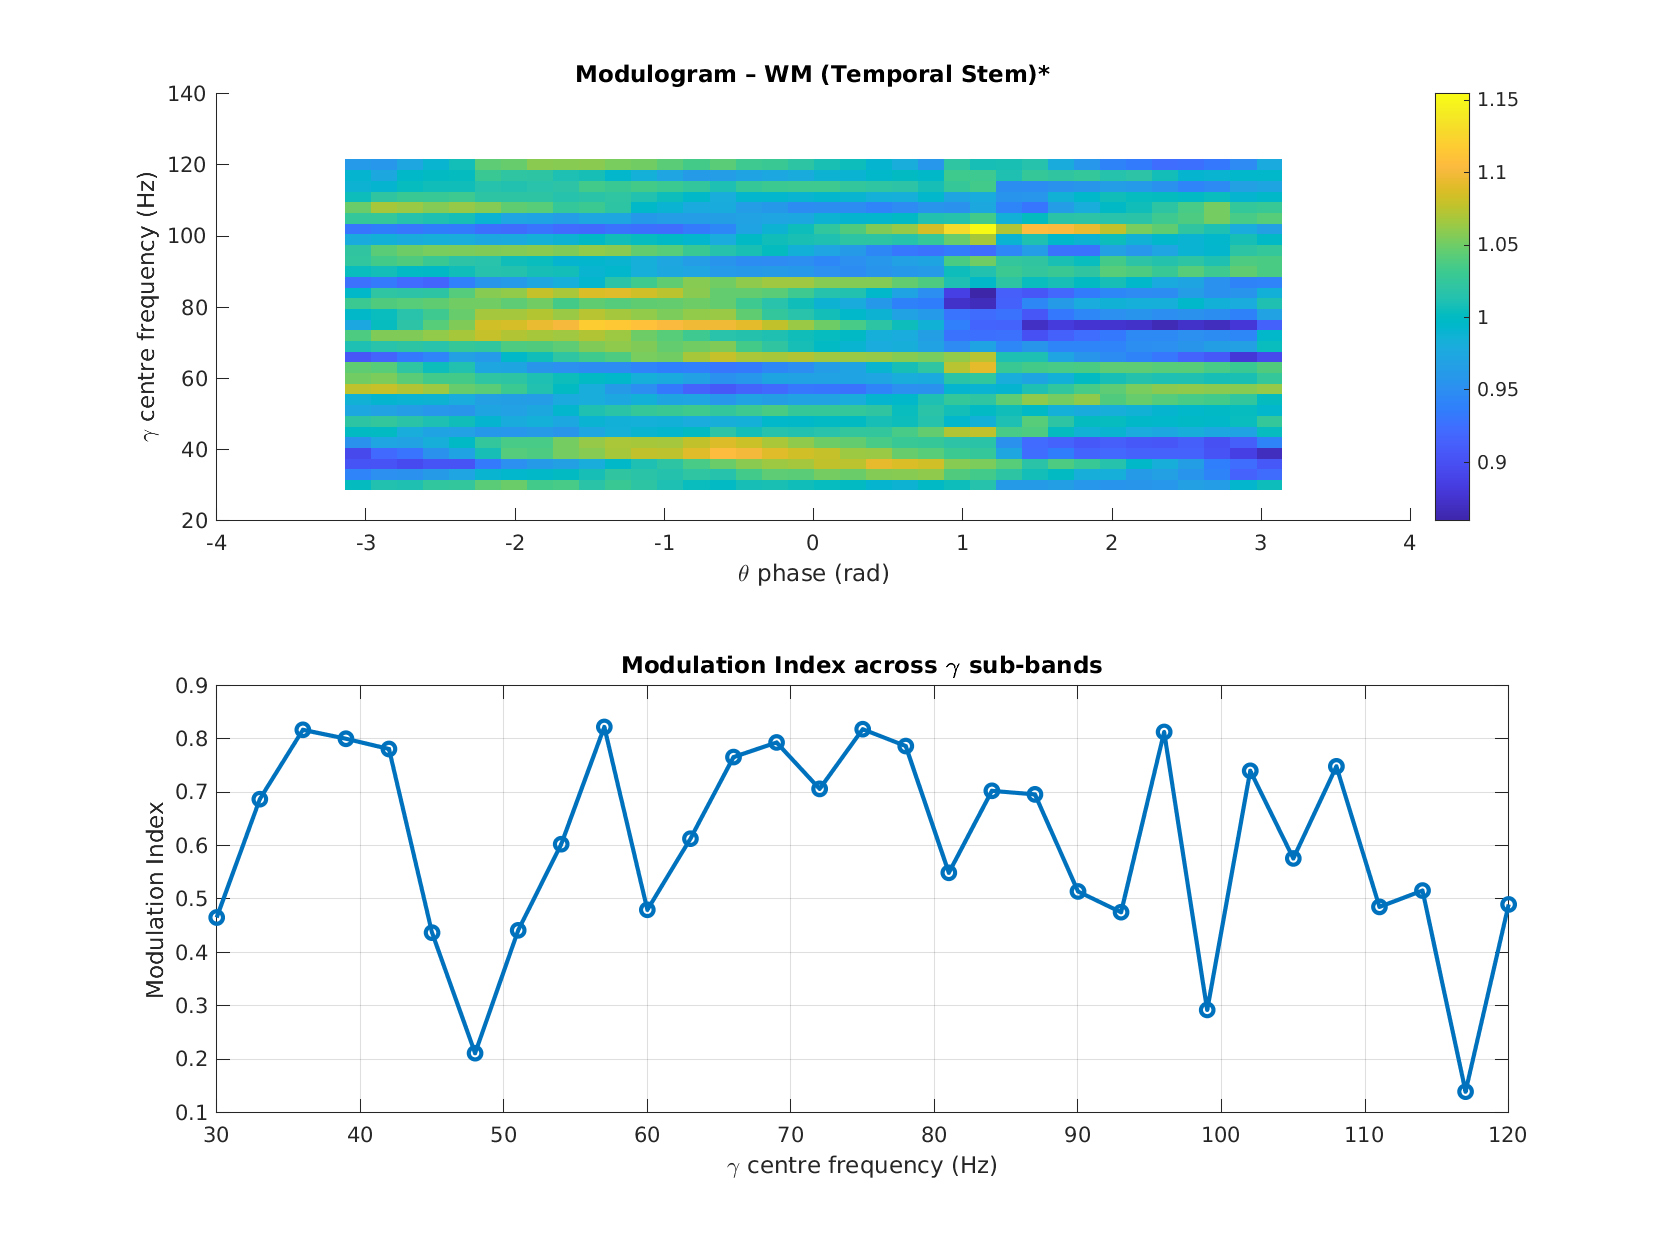 Modulogram – WM (Temporal Stem)*
γ centre frequency (Hz)
140
120
100
80
60
40
20
-4 -3 -2 -1 0 1 2 3 4
θ phase (rad)
1.15
1.1
1.05
1
0.95
0.9
Modulation Index across γ sub-bands
Modulation Index
0.9
0.8
0.7
0.6
0.5
0.4
0.3
0.2
0.1
30 40 50 60 70 80 90 100 110 120
γ centre frequency (Hz)